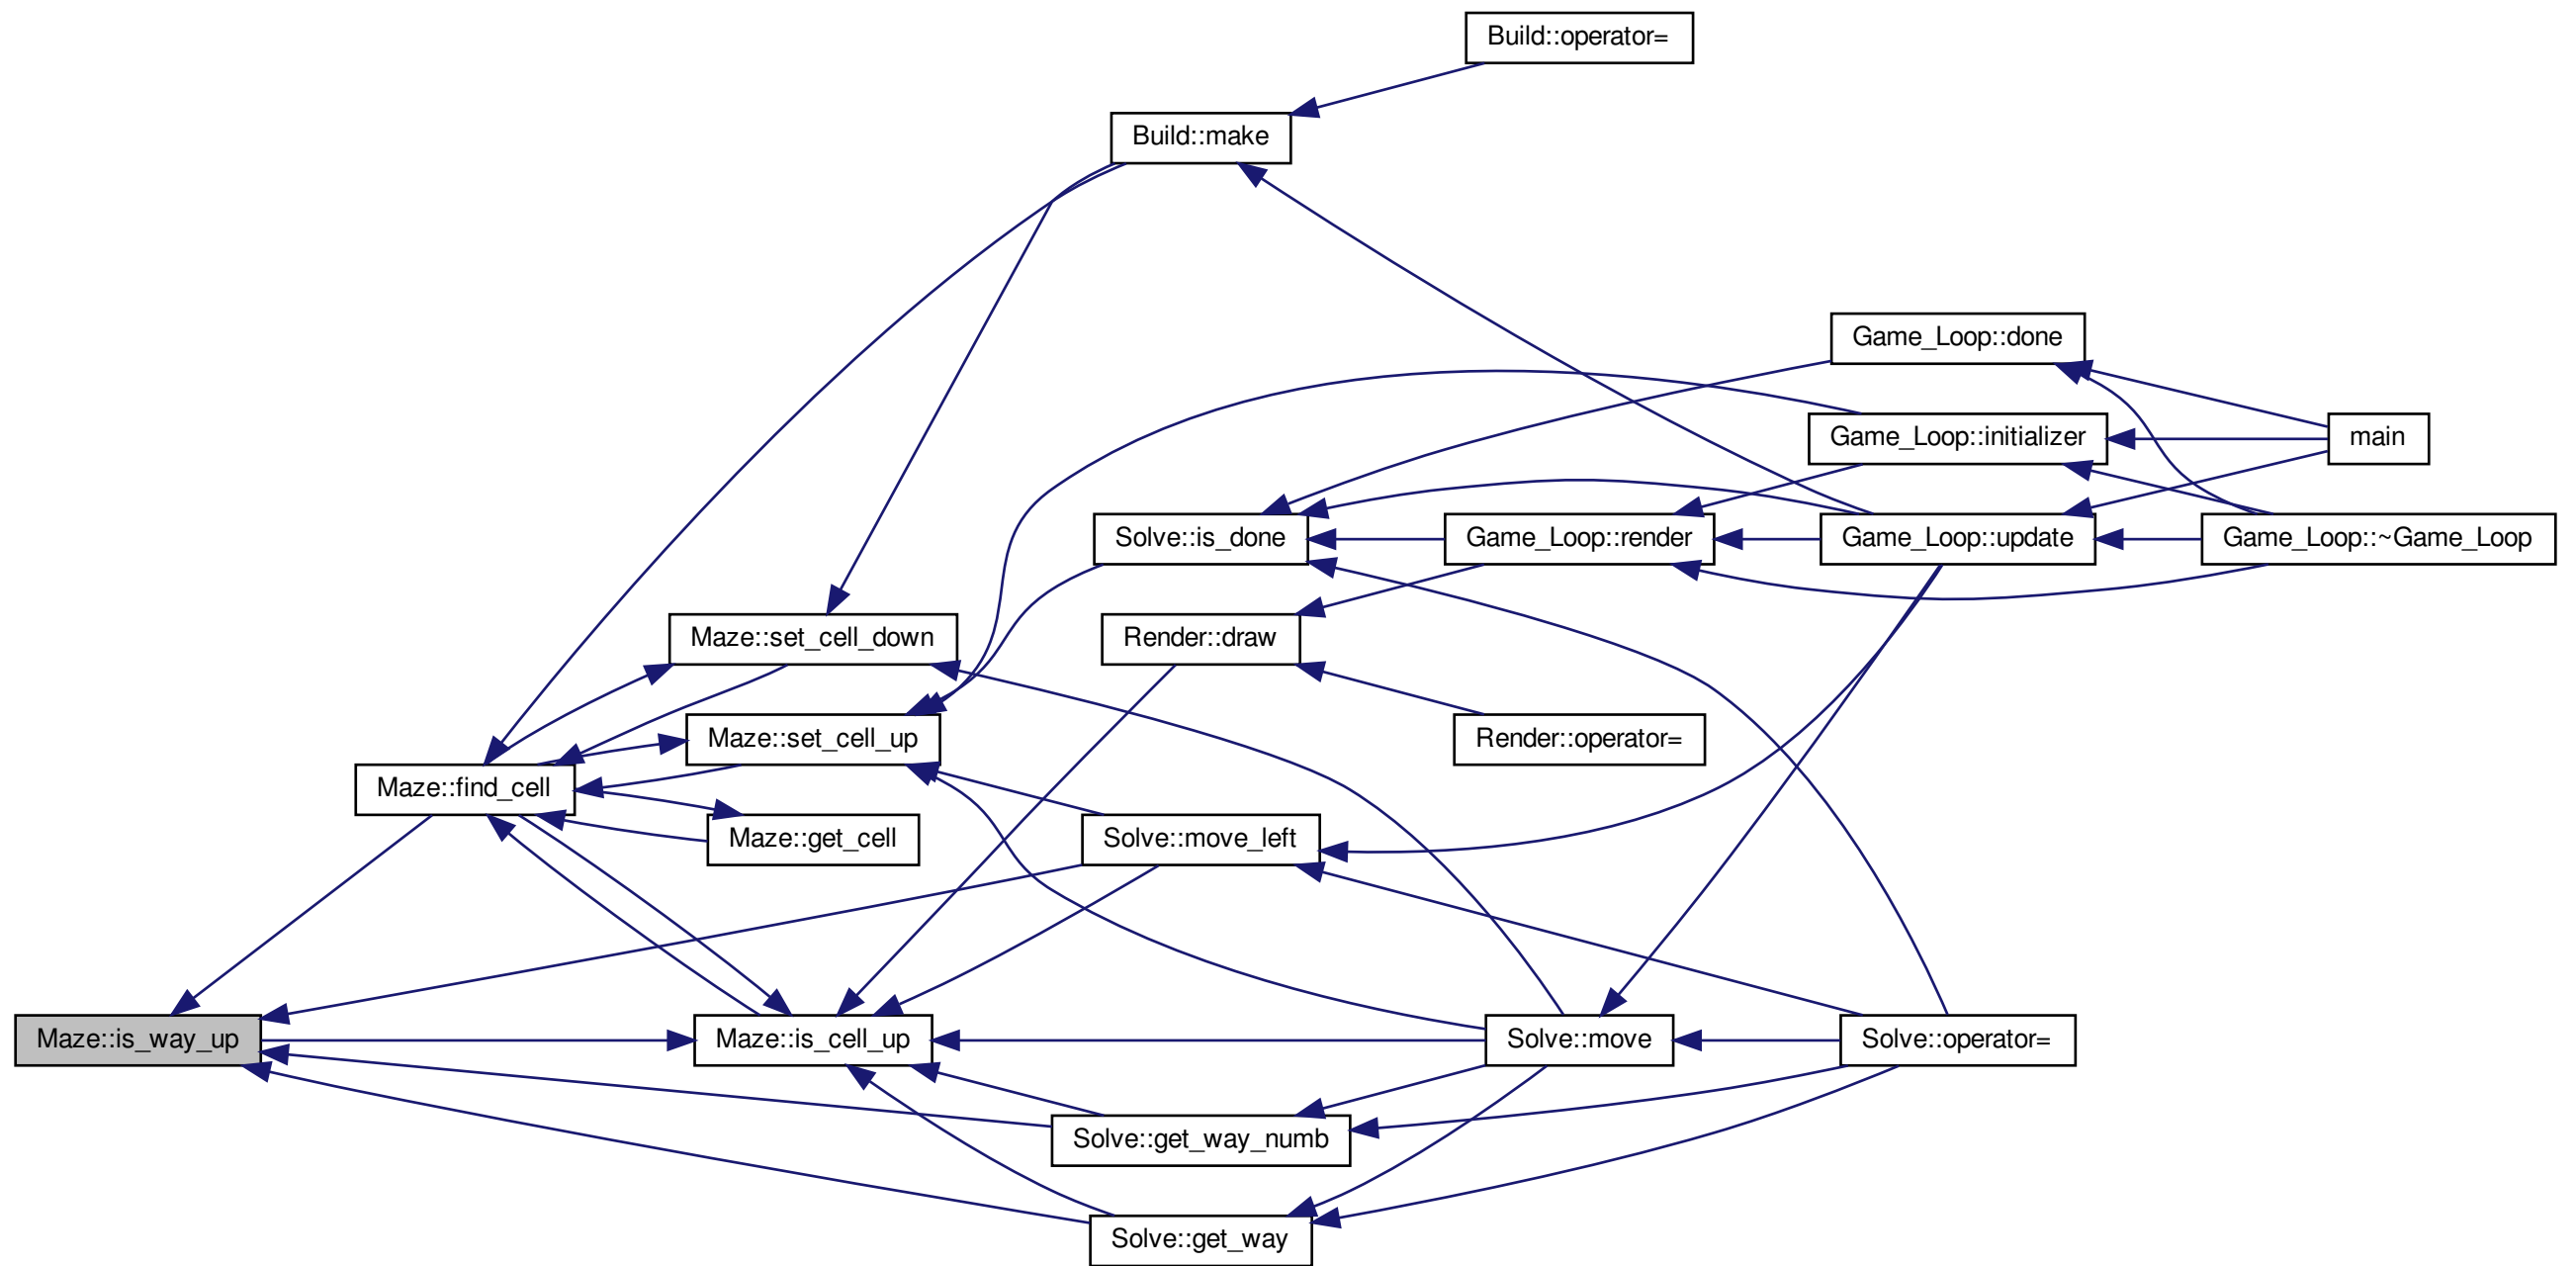 Build::operator=
Build::make
Game_Loop::done
Game_Loop::initializer
main
Solve::is_done
Game_Loop::render
Game_Loop::update
Game_Loop::~Game_Loop
Maze::set_cell_down
Render::draw
Maze::set_cell_up
Render::operator=
Maze::find_cell
Maze::get_cell
Solve::move_left
Maze::is_way_up
Maze::is_cell_up
Solve::move
Solve::operator=
Solve::get_way_numb
Solve::get_way